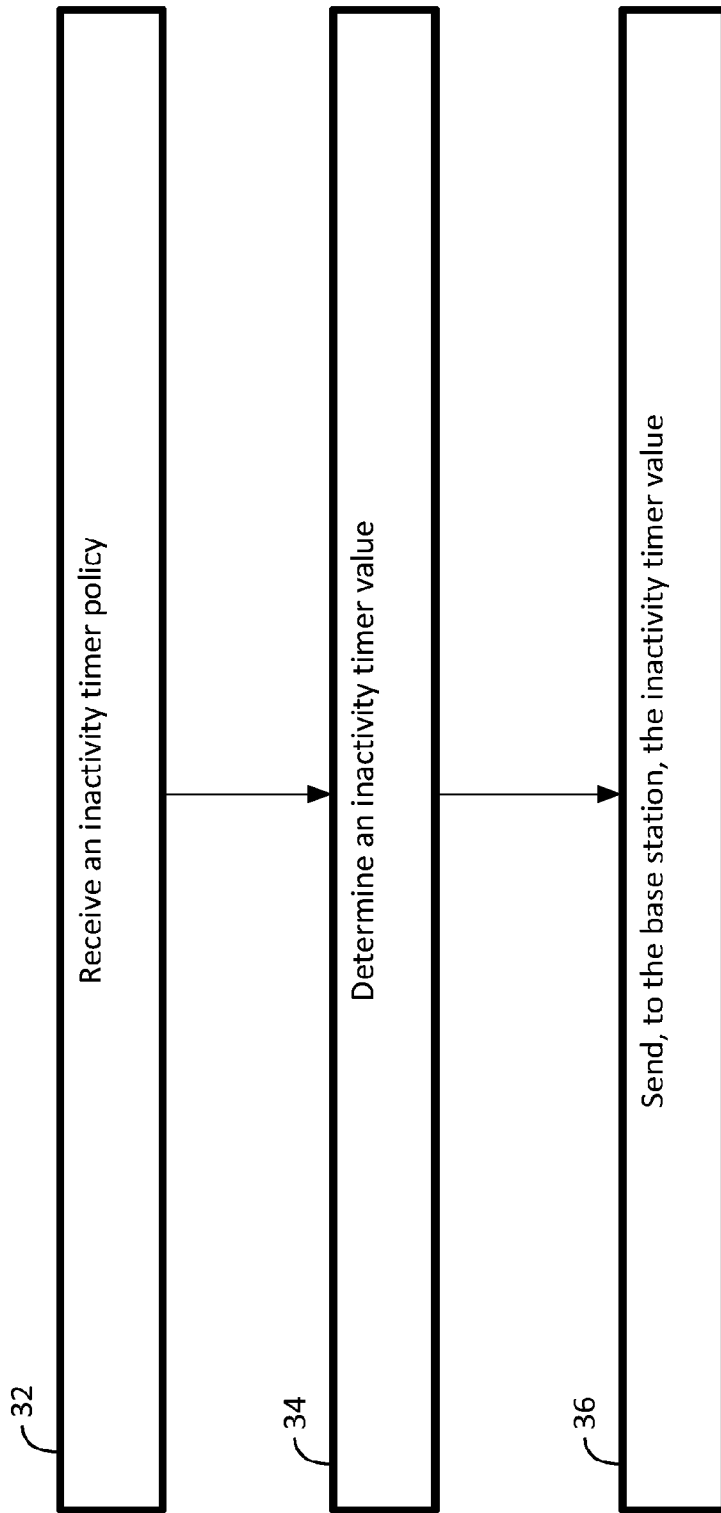 32
Receive an inactivity timer policy
34
Determine an inactivity timer value
36
Send, to the base station, the inactivity timer value